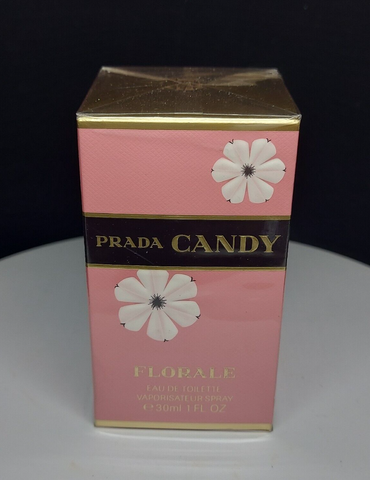 PRADA CANDY
FLORALE
EAU DE TOILETTE
VAPORISATEUR SPRAY
℮30ml 1 FL.OZ